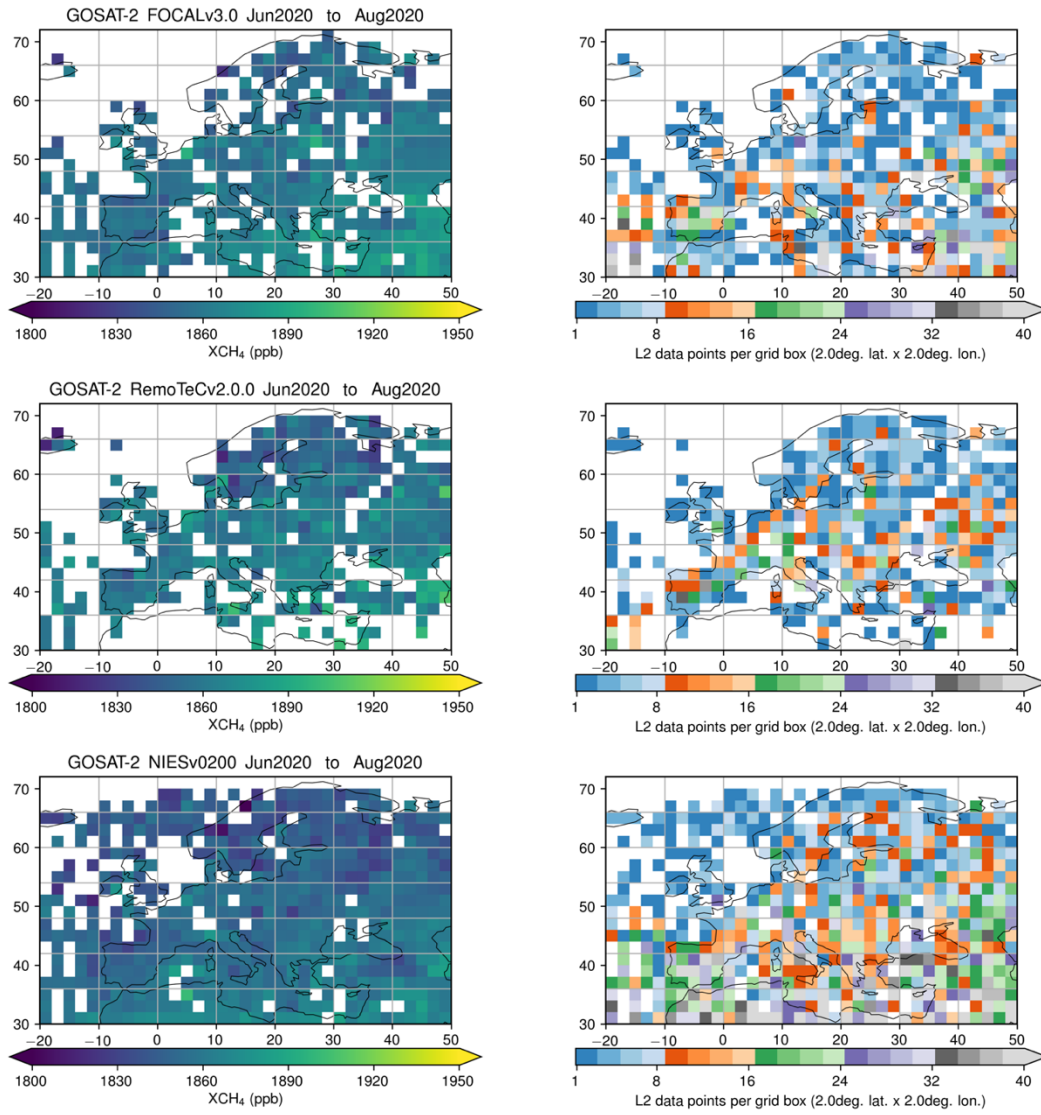 GOSAT-2 FOCALv3.0 Jun2020 to Aug2020
70
60
50
40
30
−20 −10 0 10 20 30 40 50
1800 1830 1860 1890 1920 1950
XCH₄ (ppb)
70
60
50
40
30
−20 −10 0 10 20 30 40 50
1 8 16 24 32 40
L2 data points per grid box (2.0deg. lat. x 2.0deg. lon.)
GOSAT-2 RemoTeCv2.0.0 Jun2020 to Aug2020
70
60
50
40
30
−20 −10 0 10 20 30 40 50
1800 1830 1860 1890 1920 1950
XCH₄ (ppb)
70
60
50
40
30
−20 −10 0 10 20 30 40 50
1 8 16 24 32 40
L2 data points per grid box (2.0deg. lat. x 2.0deg. lon.)
GOSAT-2 NIESv0200 Jun2020 to Aug2020
70
60
50
40
30
−20 −10 0 10 20 30 40 50
1800 1830 1860 1890 1920 1950
XCH₄ (ppb)
70
60
50
40
30
−20 −10 0 10 20 30 40 50
1 8 16 24 32 40
L2 data points per grid box (2.0deg. lat. x 2.0deg. lon.)